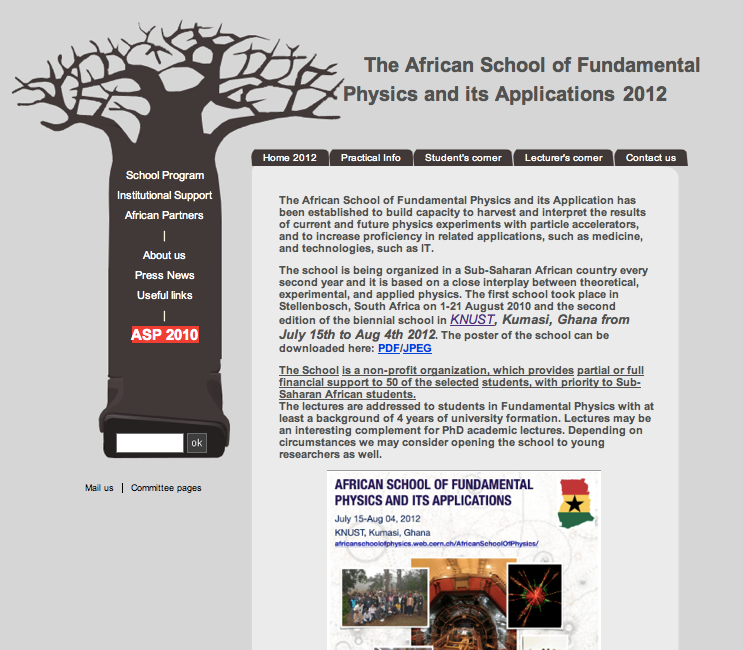 The African School of Fundamental
Physics and its Applications 2012
Home 2012
Practical Info
Student's corner
Lecturer's corner
Contact us
School Program
Institutional Support
African Partners
|
About us
Press News
Useful links
|
ASP 2010
ok
Mail us | Committee pages
The African School of Fundamental Physics and its Application has
been established to build capacity to harvest and interpret the results
of current and future physics experiments with particle accelerators,
and to increase proficiency in related applications, such as medicine,
and technologies, such as IT.
The school is being organized in a Sub-Saharan African country every
second year and it is based on a close interplay between theoretical,
experimental, and applied physics. The first school took place in
Stellenbosch, South Africa on 1-21 August 2010 and the second
edition of the biennial school in KNUST, Kumasi, Ghana from
July 15th to Aug 4th 2012. The poster of the school can be
downloaded here: PDF/JPEG
The School is a non-profit organization, which provides partial or full
financial support to 50 of the selected students, with priority to Sub-
Saharan African students.
The lectures are addressed to students in Fundamental Physics with at
least a background of 4 years of university formation. Lectures may be
an interesting complement for PhD academic lectures. Depending on
circumstances we may consider opening the school to young
researchers as well.
AFRICAN SCHOOL OF FUNDAMENTAL
PHYSICS AND ITS APPLICATIONS
July 15-Aug 04, 2012
KNUST, Kumasi, Ghana
africanschoolofphysics.web.cern.ch/AfricanSchoolOfPhysics/